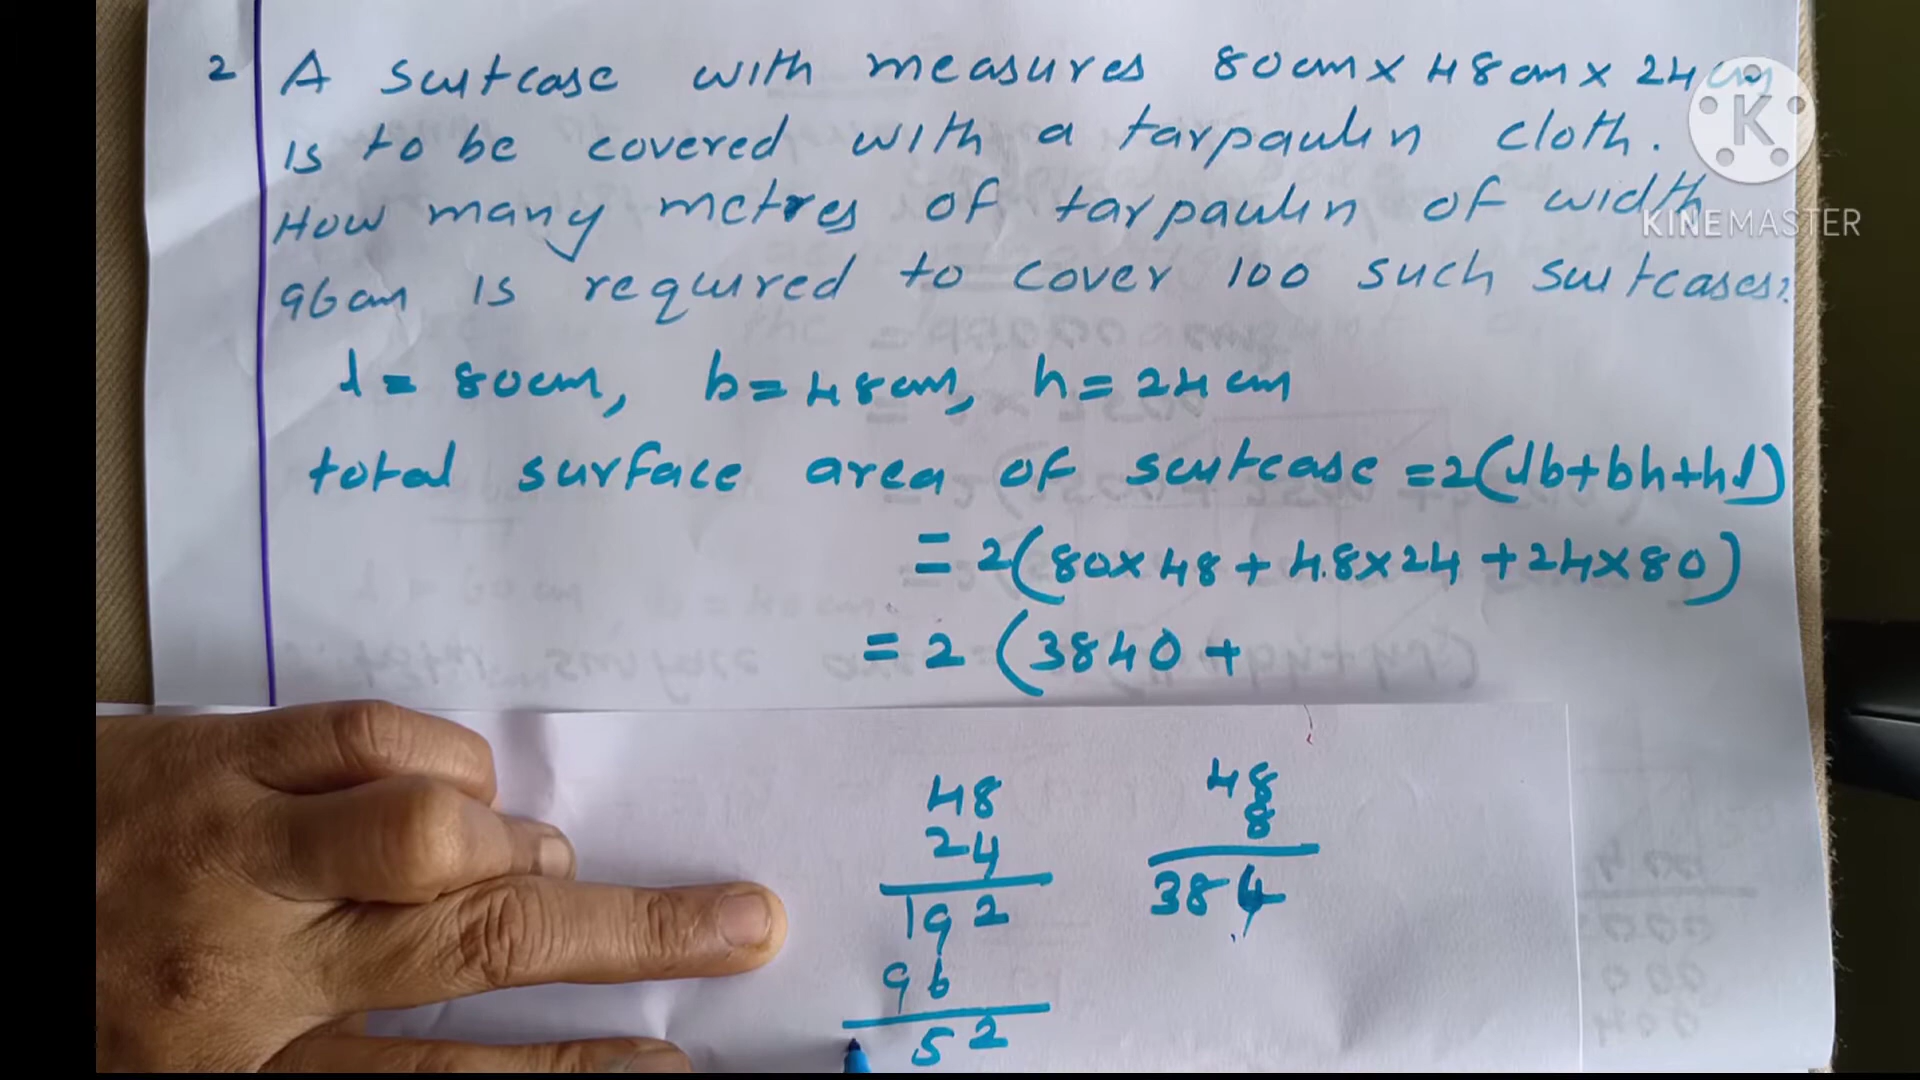 2 A suitcase with measures 80cm x 48cm x 24cm
is to be covered with a tarpaulin cloth.
How many metres of tarpaulin of width
96cm is required to cover 100 such suitcases?
K
KINEMASTER
l = 80cm, b = 48cm, h = 24cm
total surface area of suitcase = 2(lb+bh+hl)
= 2(80x48 + 48x24 + 24x80)
= 2 (3840 +
48
24
192
96
52
48
8
384